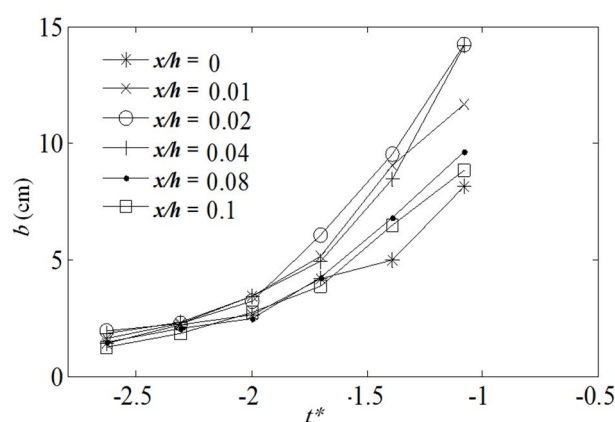 15
x/h = 0
x/h = 0.01
x/h = 0.02
x/h = 0.04
x/h = 0.08
x/h = 0.1
10
b (cm)
5
0
-2.5 -2 -1.5 -1 -0.5
t*